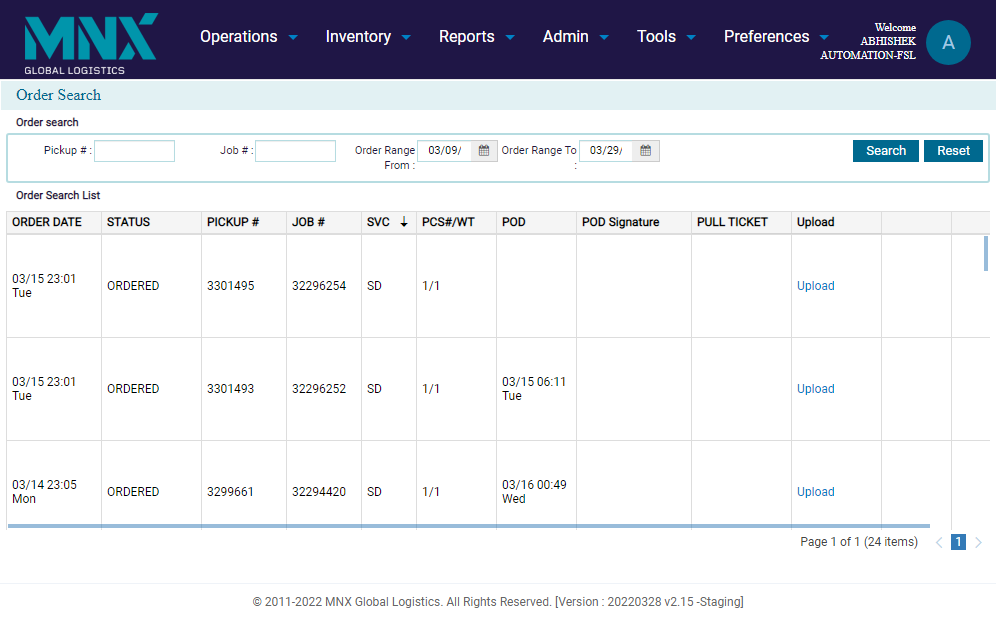 MNX
GLOBAL LOGISTICS
Operations Inventory Reports Admin Tools Preferences
Welcome
ABHISHEK
AUTOMATION-FSL
A
Order Search
Order search
Pickup # : Job # : Order Range From : 03/09/ Order Range To : 03/29/ Search Reset
Order Search List
ORDER DATE STATUS PICKUP # JOB # SVC PCS#/WT POD POD Signature PULL TICKET Upload
03/15 23:01 Tue ORDERED 3301495 32296254 SD 1/1 Upload
03/15 23:01 Tue ORDERED 3301493 32296252 SD 1/1 03/15 06:11 Tue Upload
03/14 23:05 Mon ORDERED 3299661 32294420 SD 1/1 03/16 00:49 Wed Upload
Page 1 of 1 (24 items) 1
© 2011-2022 MNX Global Logistics. All Rights Reserved. [Version : 20220328 v2.15 -Staging]